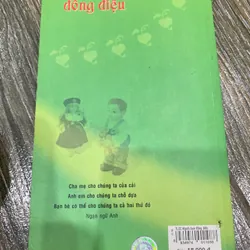 đồng điệu
Cha mẹ cho chúng ta của cải
Anh em cho chúng ta chỗ dựa
Bạn bè có thể cho chúng ta cả hai thứ đó
Ngạn ngữ Anh